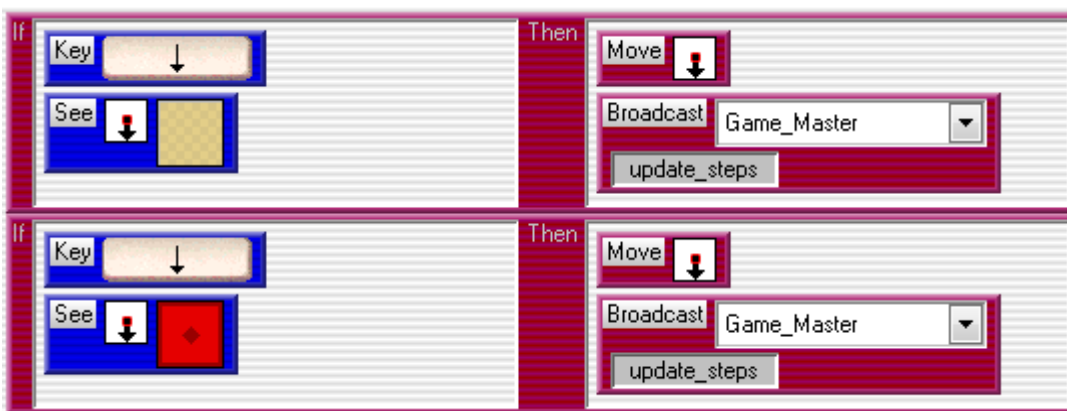 If
Key ↓
See
Then
Move
Broadcast Game_Master
update_steps
If
Key ↓
See
Then
Move
Broadcast Game_Master
update_steps